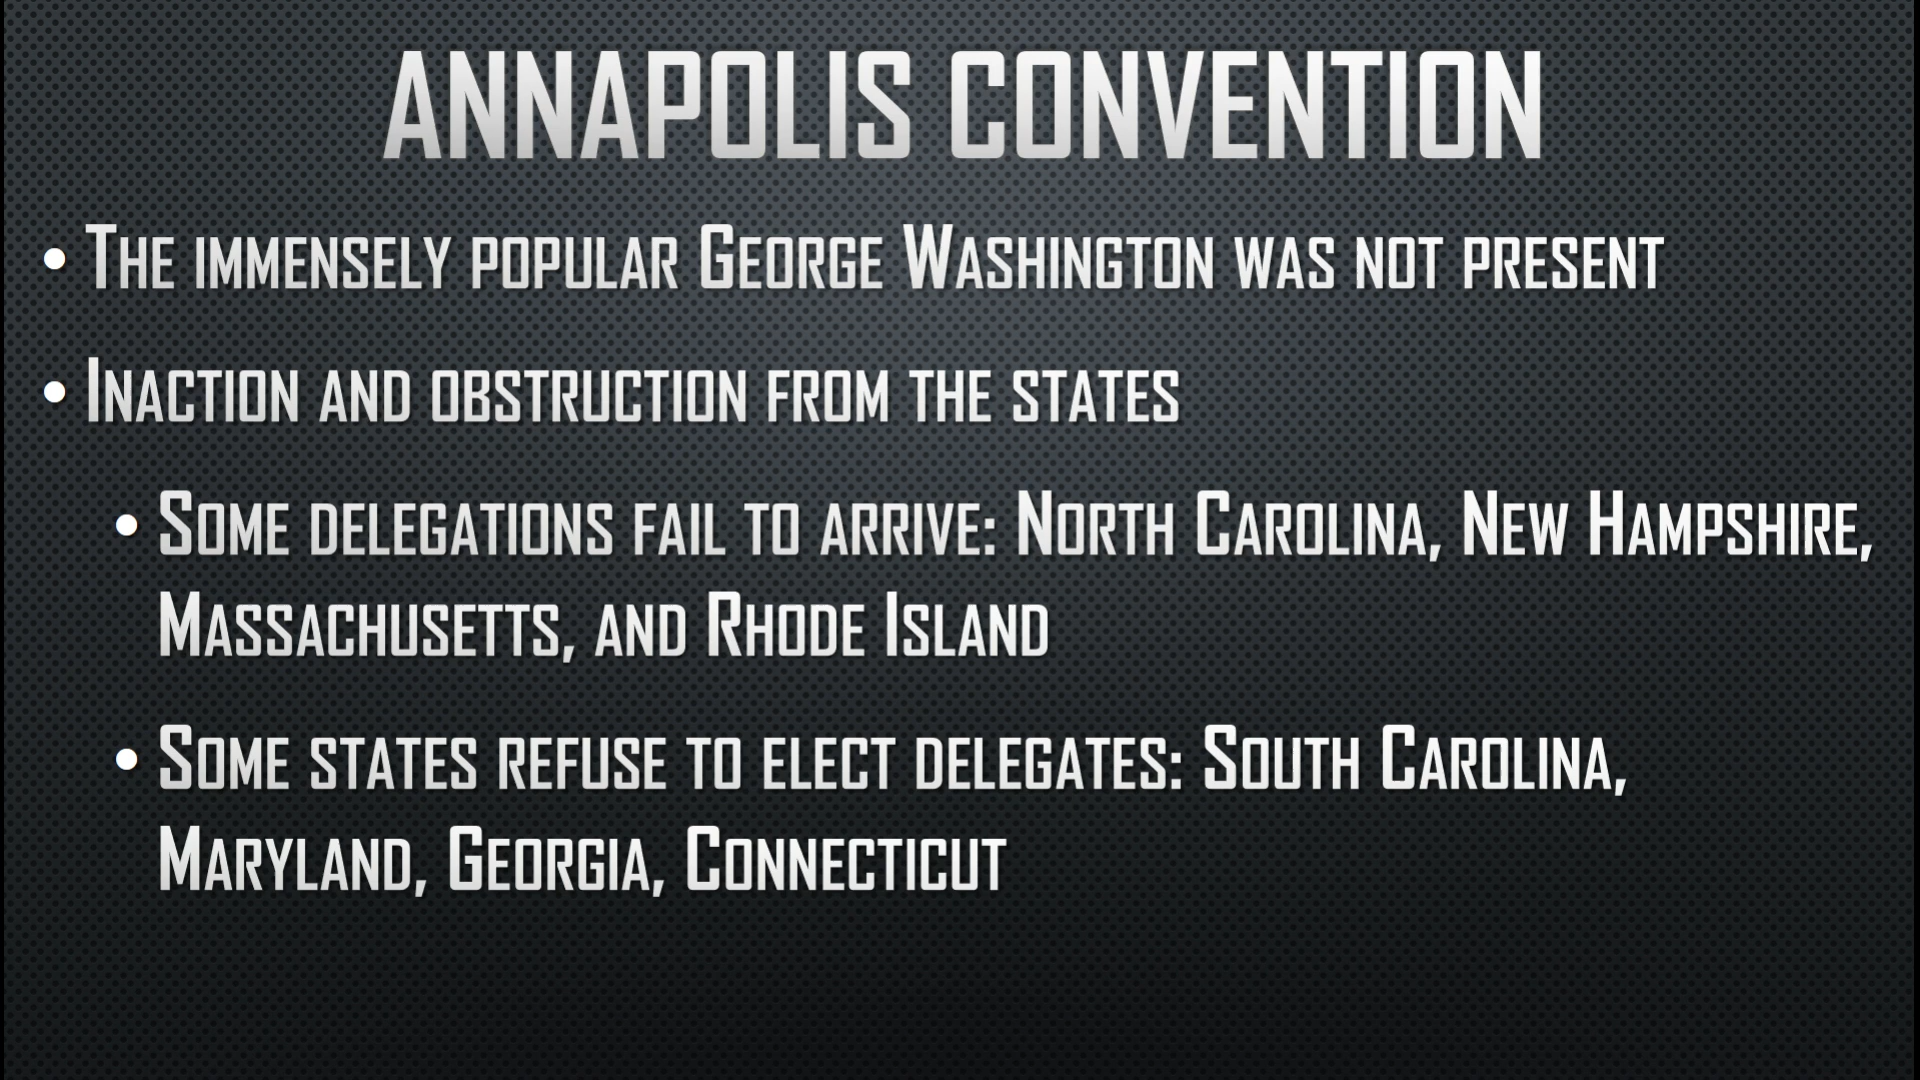 ANNAPOLIS CONVENTION
• THE IMMENSELY POPULAR GEORGE WASHINGTON WAS NOT PRESENT
• INACTION AND OBSTRUCTION FROM THE STATES
• SOME DELEGATIONS FAIL TO ARRIVE: NORTH CAROLINA, NEW HAMPSHIRE,
MASSACHUSETTS, AND RHODE ISLAND
• SOME STATES REFUSE TO ELECT DELEGATES: SOUTH CAROLINA,
MARYLAND, GEORGIA, CONNECTICUT